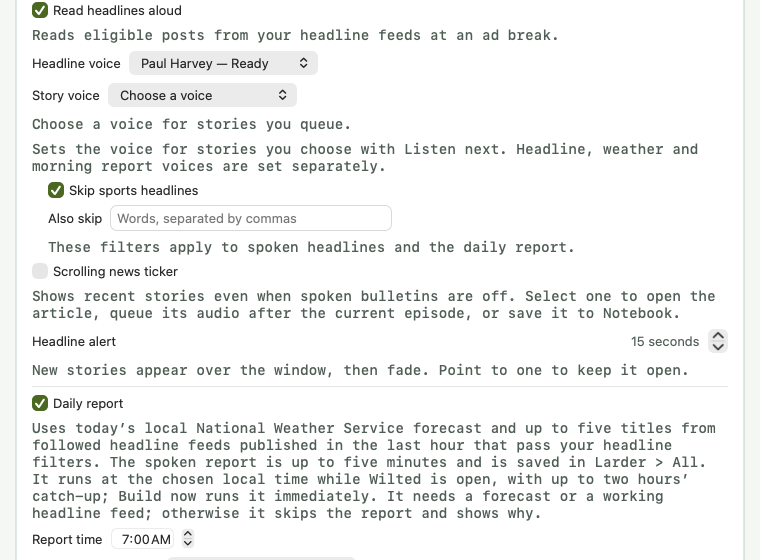 Read headlines aloud
Reads eligible posts from your headline feeds at an ad break.
Headline voice Paul Harvey — Ready
Story voice Choose a voice
Choose a voice for stories you queue.
Sets the voice for stories you choose with Listen next. Headline, weather and
morning report voices are set separately.
Skip sports headlines
Also skip Words, separated by commas
These filters apply to spoken headlines and the daily report.
Scrolling news ticker
Shows recent stories even when spoken bulletins are off. Select one to open the
article, queue its audio after the current episode, or save it to Notebook.
Headline alert 15 seconds
New stories appear over the window, then fade. Point to one to keep it open.
Daily report
Uses today’s local National Weather Service forecast and up to five titles from
followed headline feeds published in the last hour that pass your headline
filters. The spoken report is up to five minutes and is saved in Larder > All.
It runs at the chosen local time while Wilted is open, with up to two hours’
catch-up; Build now runs it immediately. It needs a forecast or a working
headline feed; otherwise it skips the report and shows why.
Report time 7:00 AM